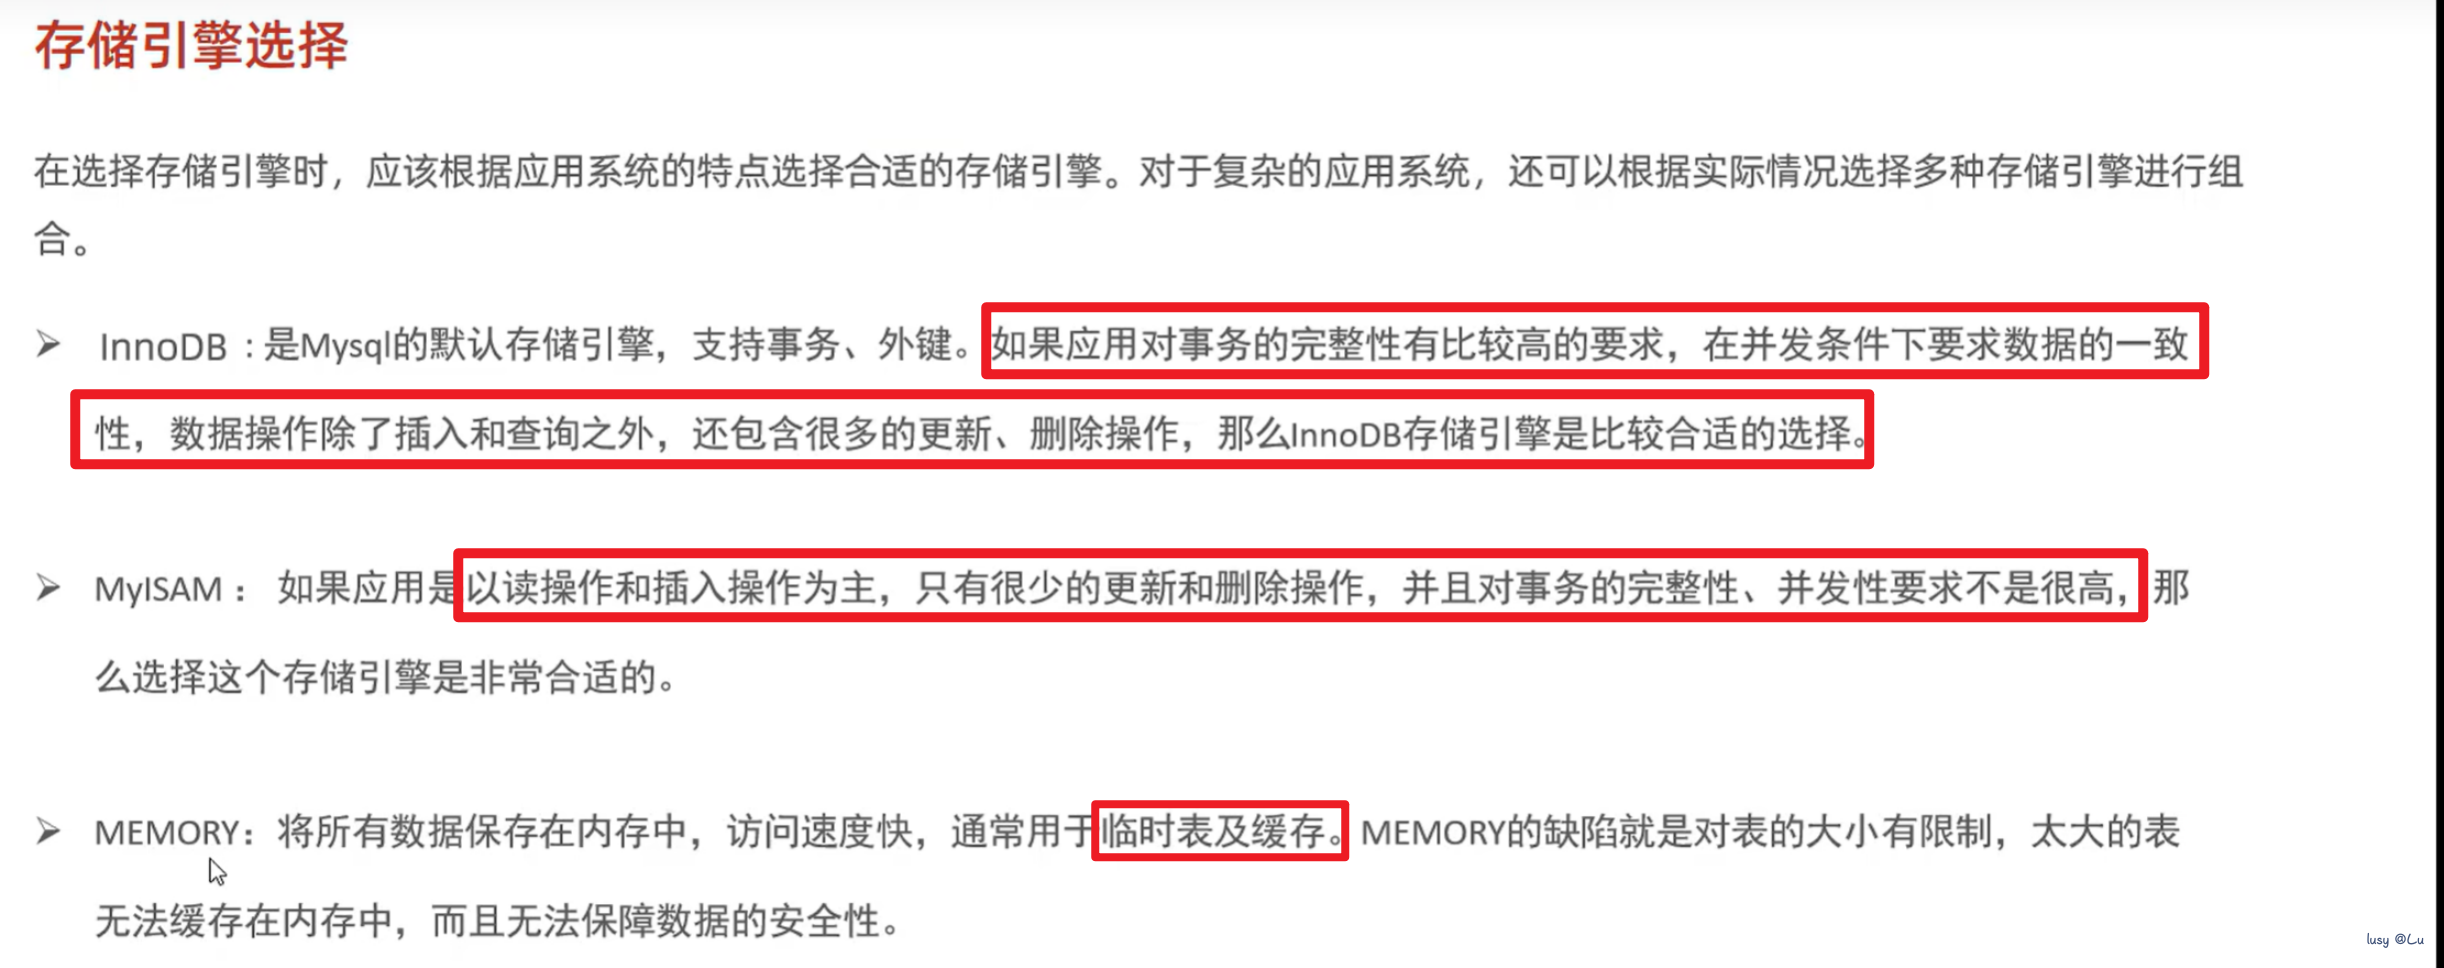 存储引擎选择
在选择存储引擎时，应该根据应用系统的特点选择合适的存储引擎。对于复杂的应用系统，还可以根据实际情况选择多种存储引擎进行组
合。
➢ InnoDB : 是Mysql的默认存储引擎，支持事务、外键。如果应用对事务的完整性有比较高的要求，在并发条件下要求数据的一致
性，数据操作除了插入和查询之外，还包含很多的更新、删除操作，那么InnoDB存储引擎是比较合适的选择。
➢ MyISAM ： 如果应用是以读操作和插入操作为主，只有很少的更新和删除操作，并且对事务的完整性、并发性要求不是很高，那
么选择这个存储引擎是非常合适的。
➢ MEMORY：将所有数据保存在内存中，访问速度快，通常用于临时表及缓存。MEMORY的缺陷就是对表的大小有限制，太大的表
无法缓存在内存中，而且无法保障数据的安全性。
lusy @Lu